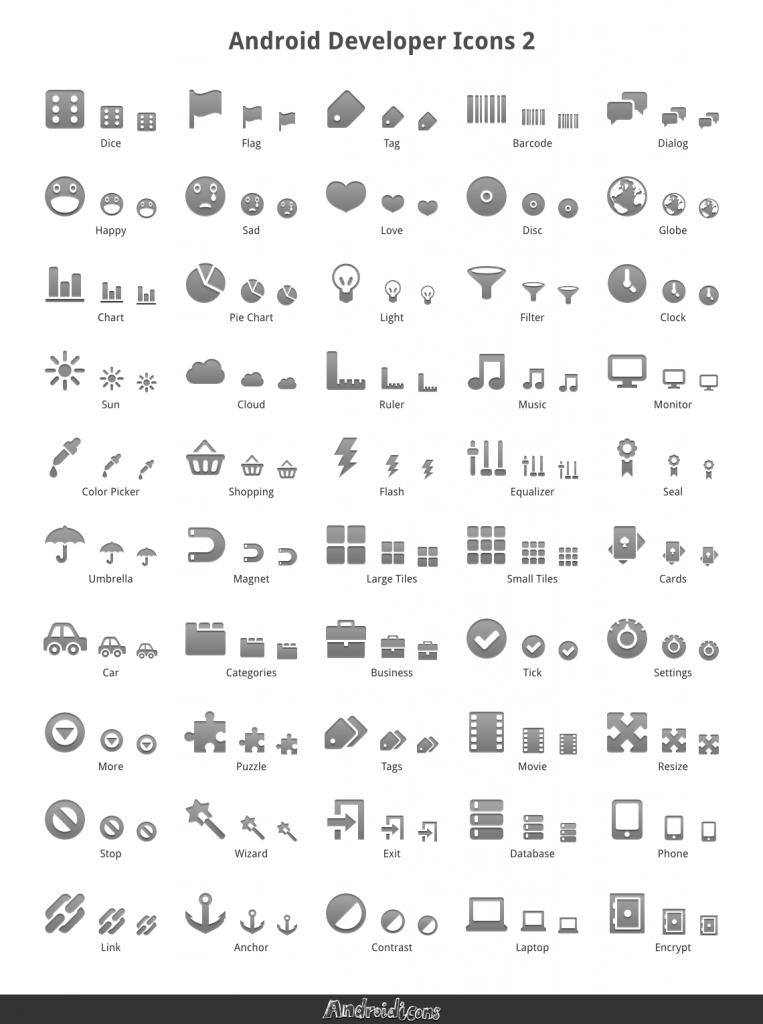 Android Developer Icons 2
Dice Flag Tag Barcode Dialog
Happy Sad Love Disc Globe
Chart Pie Chart Light Filter Clock
Sun Cloud Ruler Music Monitor
Color Picker Shopping Flash Equalizer Seal
Umbrella Magnet Large Tiles Small Tiles Cards
Car Categories Business Tick Settings
More Puzzle Tags Movie Resize
Stop Wizard Exit Database Phone
Link Anchor Contrast Laptop Encrypt
Androidicons